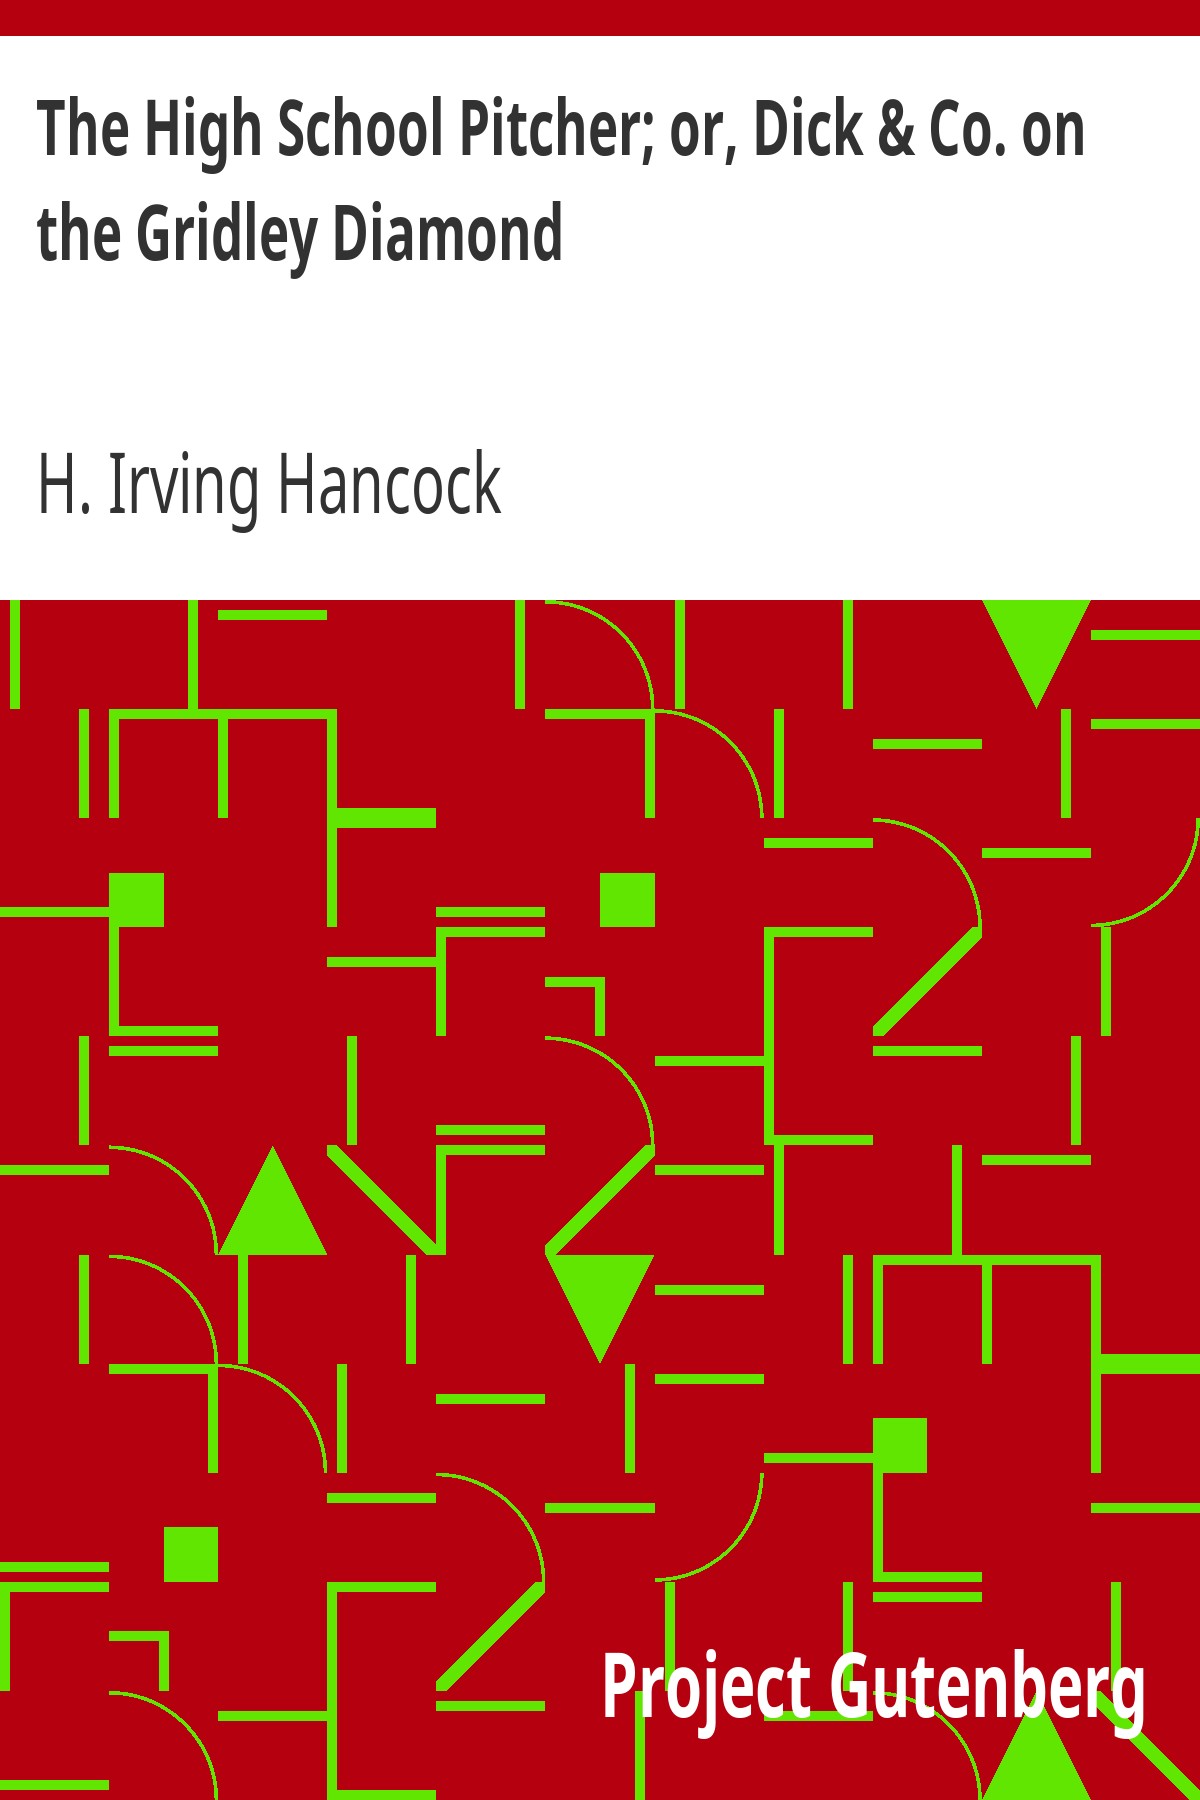 The High School Pitcher; or, Dick & Co. on
the Gridley Diamond
H. Irving Hancock
Project Gutenberg